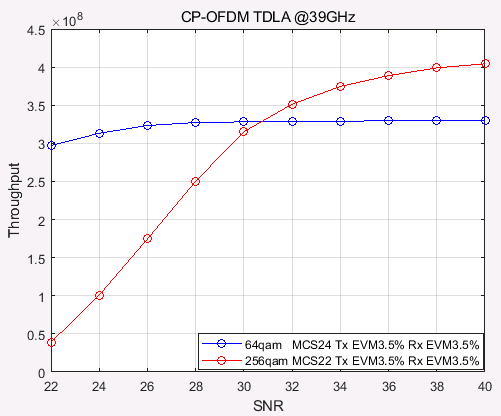 CP-OFDM TDLA @39GHz
×10^8
4.5
4
3.5
3
2.5
2
1.5
1
0.5
0
Throughput
22 24 26 28 30 32 34 36 38 40
SNR
64qam MCS24 Tx EVM3.5% Rx EVM3.5%
256qam MCS22 Tx EVM3.5% Rx EVM3.5%